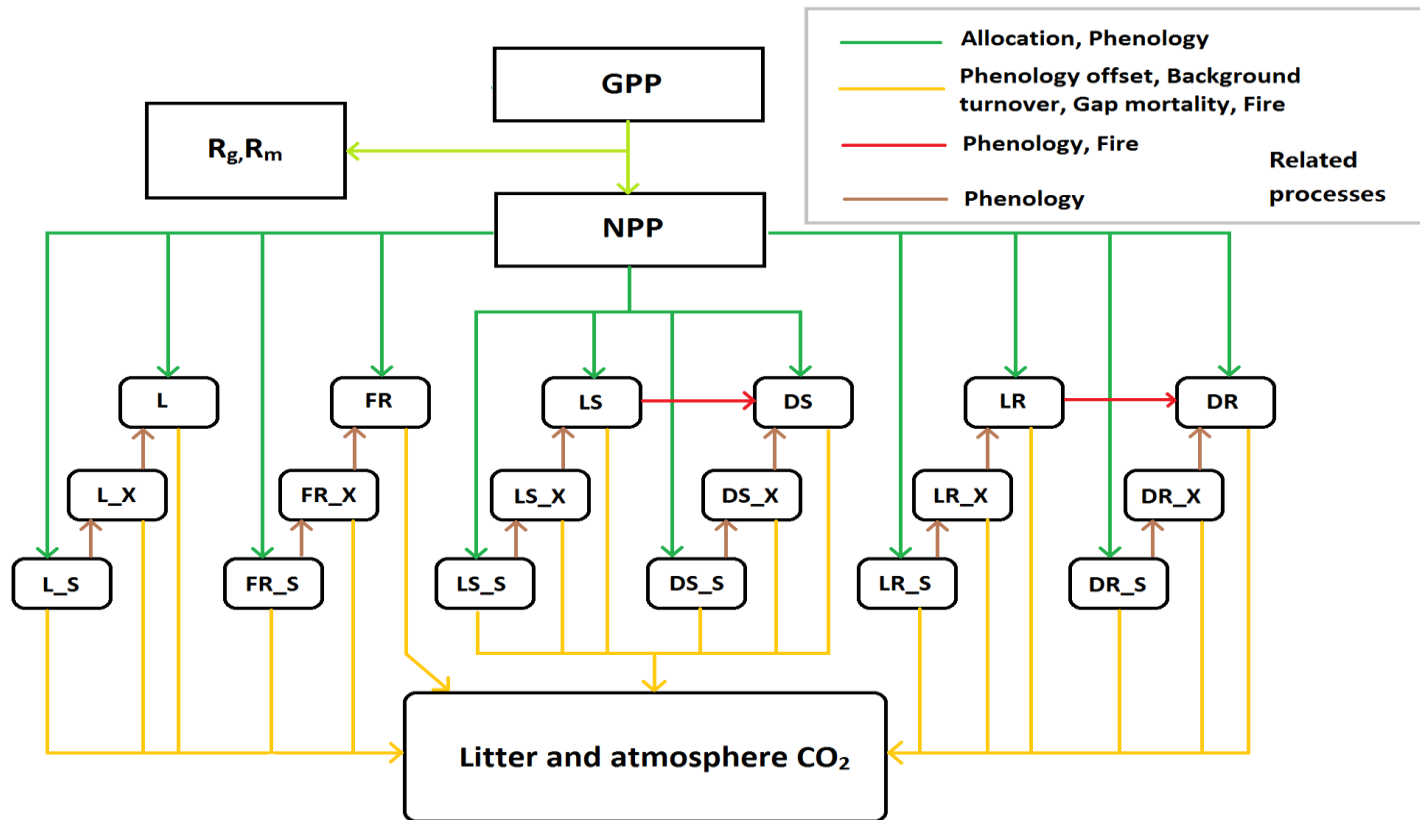 Allocation, Phenology
Phenology offset, Background
turnover, Gap mortality, Fire
Phenology, Fire
Phenology
Related
processes
GPP
Rg,Rm
NPP
L
FR
LS
DS
LR
DR
L_X
FR_X
LS_X
DS_X
LR_X
DR_X
L_S
FR_S
LS_S
DS_S
LR_S
DR_S
Litter and atmosphere CO₂